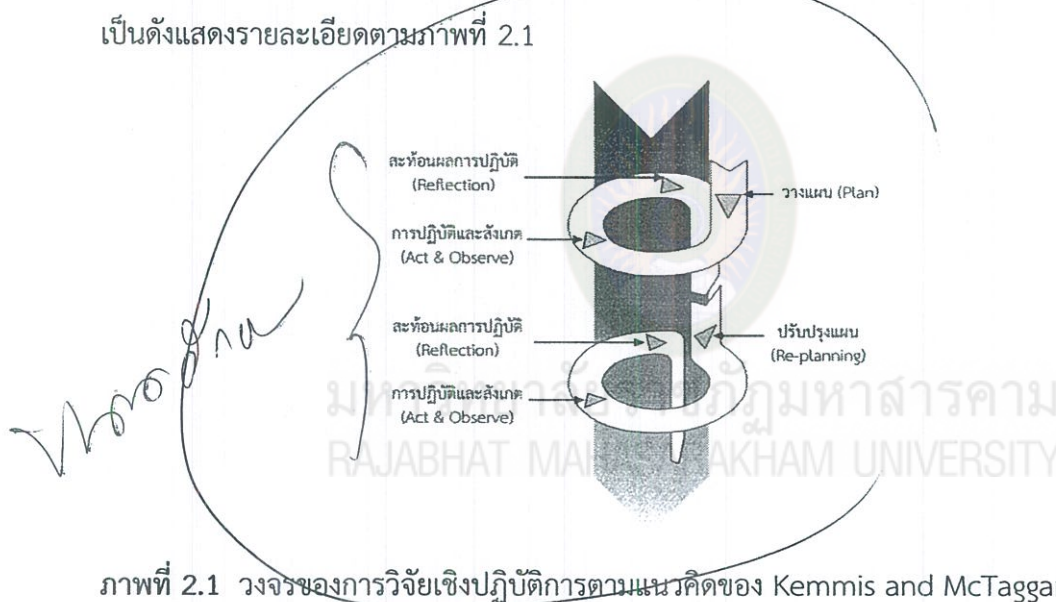 เป็นดังแสดงรายละเอียดตามภาพที่ 2.1
สะท้อนผลการปฏิบัติ
(Reflection)
วางแผน (Plan)
การปฏิบัติและสังเกต
(Act & Observe)
สะท้อนผลการปฏิบัติ
(Reflection)
ปรับปรุงแผน
(Re-planning)
การปฏิบัติและสังเกต
(Act & Observe)
มหาวิทยาลัยราชภัฏมหาสารคาม
RAJABHAT MAHASARAKHAM UNIVERSITY
ภาพที่ 2.1 วงจรของการวิจัยเชิงปฏิบัติการตามแนวคิดของ Kemmis and McTagga